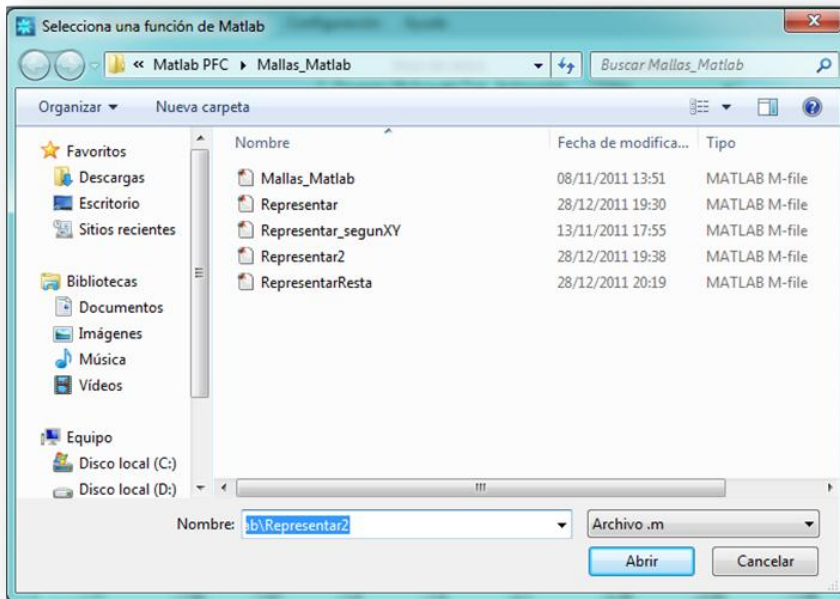 Selecciona una función de Matlab
« Matlab PFC ▸ Mallas_Matlab
Buscar Mallas_Matlab
Organizar
Nueva carpeta
Favoritos
Descargas
Escritorio
Sitios recientes
Bibliotecas
Documentos
Imágenes
Música
Vídeos
Equipo
Disco local (C:)
Disco local (D:)
Nombre Fecha de modifica... Tipo
Mallas_Matlab 08/11/2011 13:51 MATLAB M-file
Representar 28/12/2011 19:30 MATLAB M-file
Representar_segunXY 13/11/2011 17:55 MATLAB M-file
Representar2 28/12/2011 19:38 MATLAB M-file
RepresentarResta 28/12/2011 20:19 MATLAB M-file
Nombre: ab\Representar2
Archivo .m
Abrir Cancelar